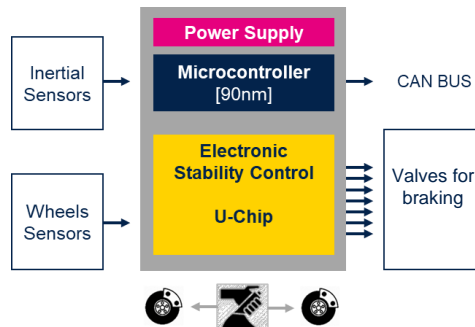 Power Supply
Inertial
Sensors
Microcontroller
[90nm]
CAN BUS
Electronic
Stability Control
U-Chip
Wheels
Sensors
Valves for
braking